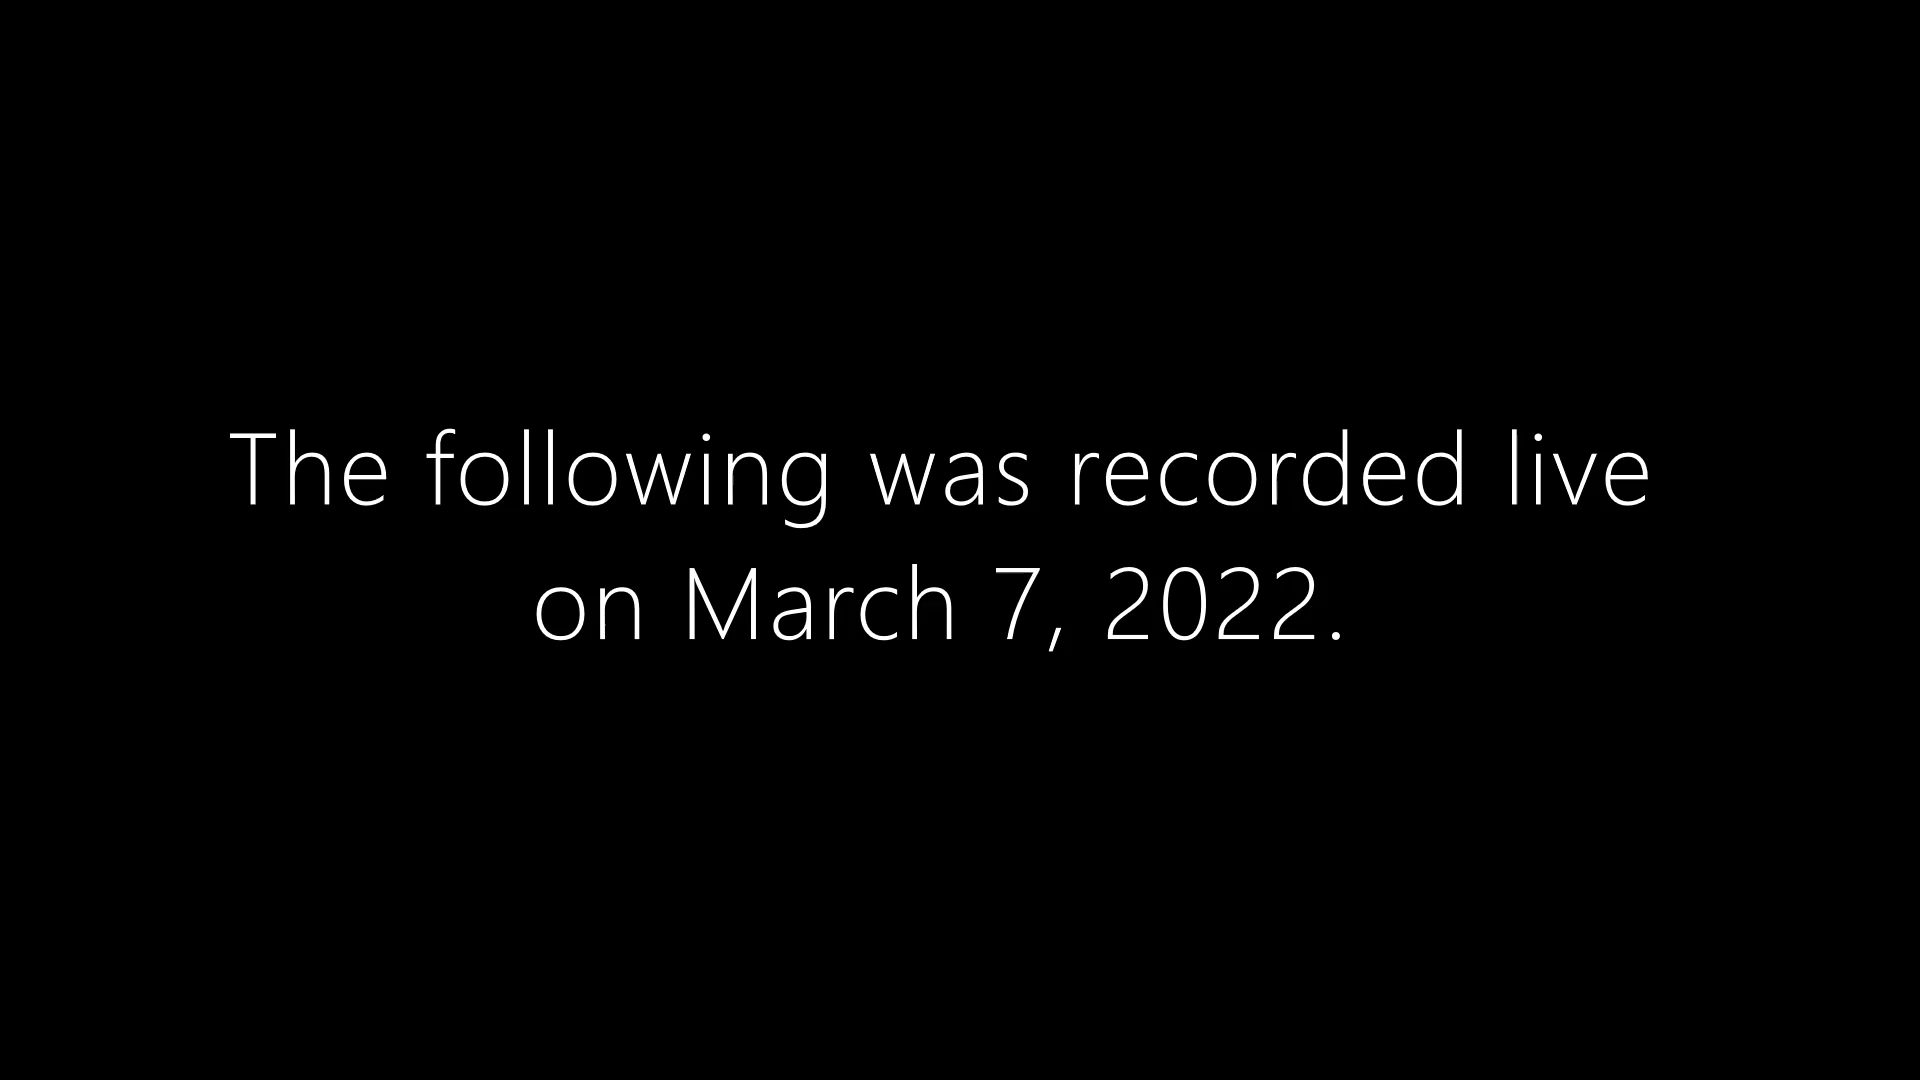 The following was recorded live
on March 7, 2022.